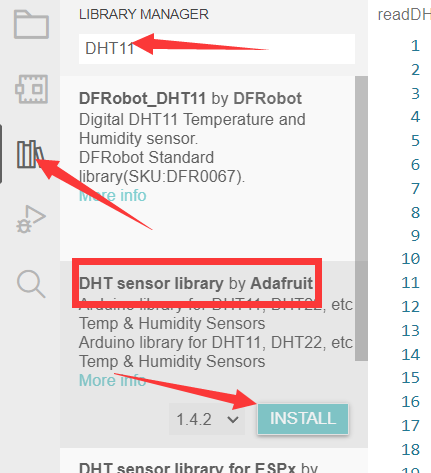 LIBRARY MANAGER
readDH
DHT11
DFRobot_DHT11 by DFRobot
Digital DHT11 Temperature and
Humidity sensor.
DFRobot Standard
library(SKU:DFR0067).
More info
DHT sensor library by Adafruit
Arduino library for DHT11, DHT22, etc
Temp & Humidity Sensors
Arduino library for DHT11, DHT22, etc
Temp & Humidity Sensors
More info
1.4.2
INSTALL
DHT sensor library for ESPx by
1
2
3
4
5
6
7
8
9
10
11
12
13
14
15
16
17
18
19